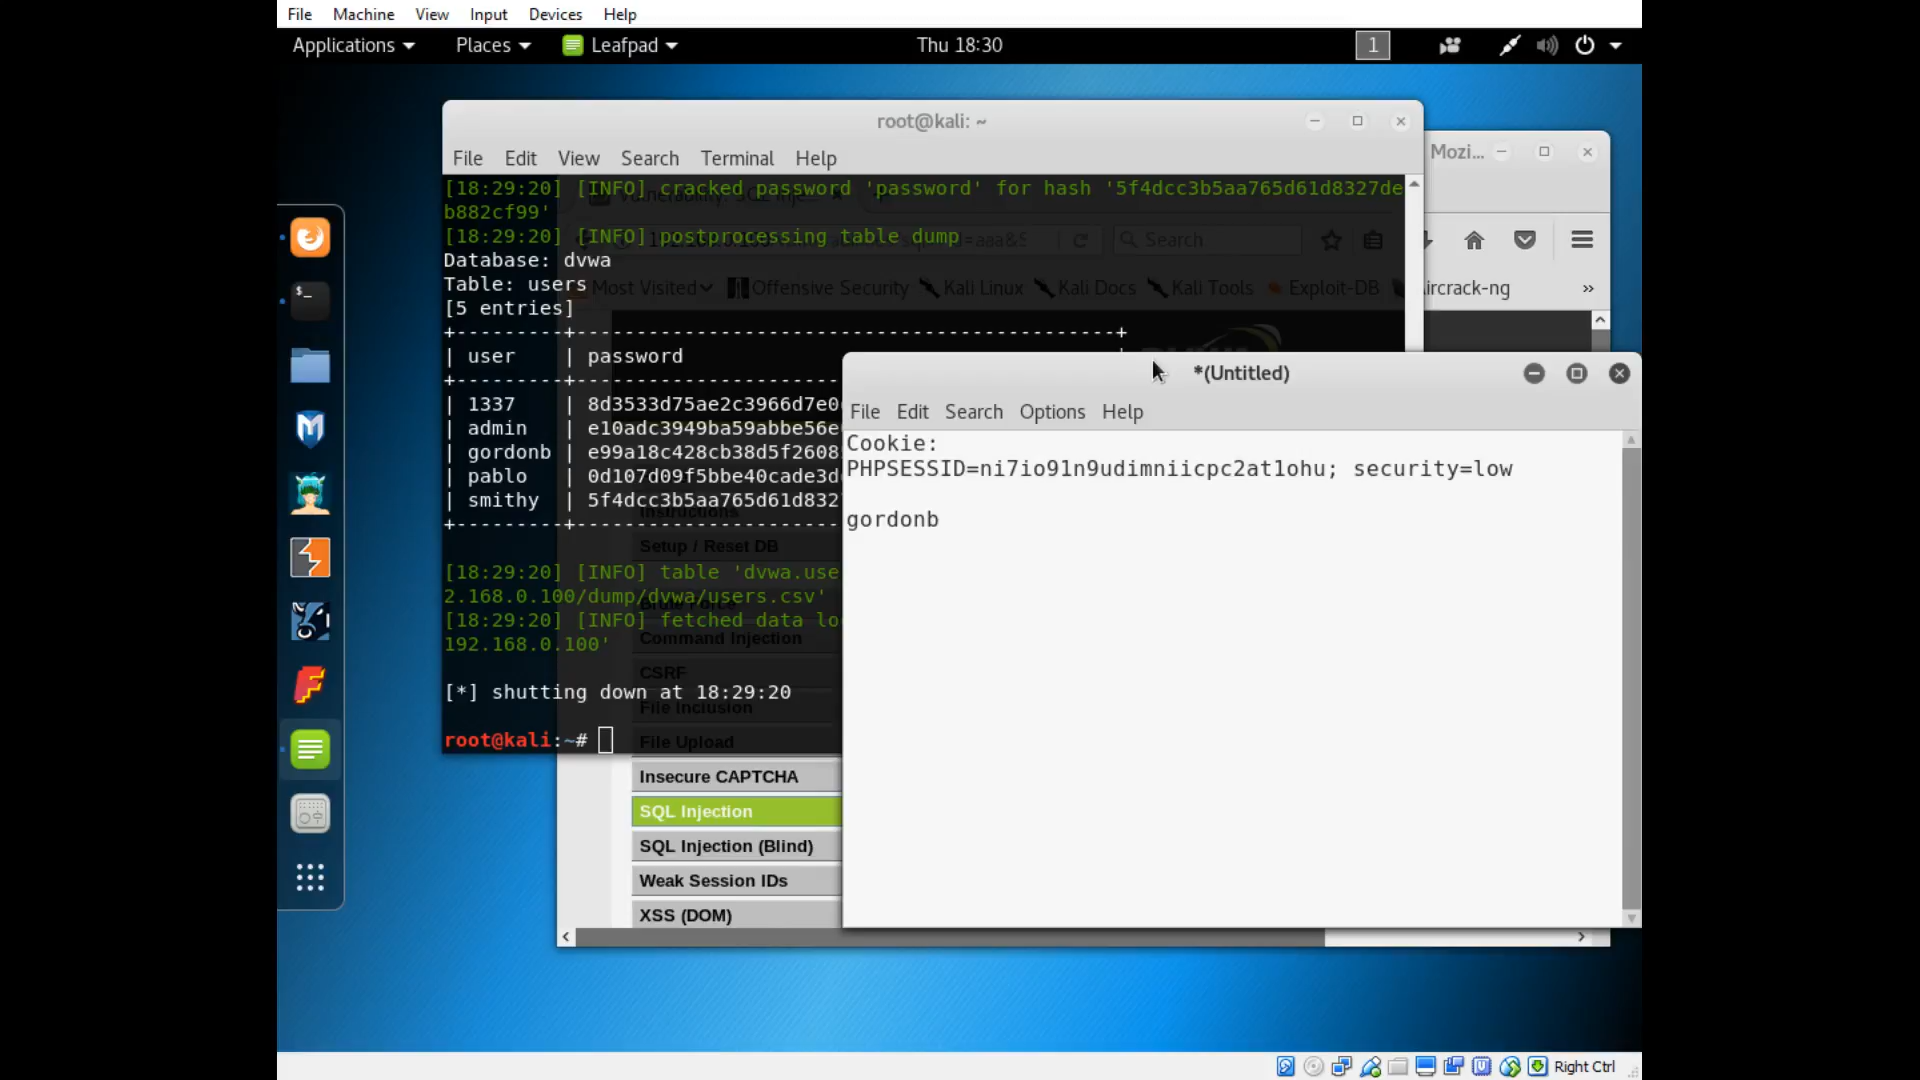 File Machine View Input Devices Help
Applications Places Leafpad Thu 18:30 1
root@kali: ~
Mozi...
File Edit View Search Terminal Help
[18:29:20] [INFO] cracked password 'password' for hash '5f4dcc3b5aa765d61d8327de
b882cf99'
[18:29:20] [INFO] postprocessing table dump
Search
Database: dvwa
Table: users
Most Visited Offensive Security Kali Linux Kali Docs Kali Tools Exploit-DB Aircrack-ng »
[5 entries]
+---------+---------------------------------------------+
| user | password
| 1337 | 8d3533d75ae2c3966d7e0
| admin | e10adc3949ba59abbe56e
| gordonb | e99a18c428cb38d5f2608
| pablo | 0d107d09f5bbe40cade3d
| smithy | 5f4dcc3b5aa765d61d832
Instructions
Setup / Reset DB
[18:29:20] [INFO] table 'dvwa.use
2.168.0.100/dump/dvwa/users.csv'
Brute Force
[18:29:20] [INFO] fetched data lo
192.168.0.100'
Command Injection
CSRF
[*] shutting down at 18:29:20
File Inclusion
root@kali:~#
File Upload
Insecure CAPTCHA
SQL Injection
SQL Injection (Blind)
Weak Session IDs
XSS (DOM)
*(Untitled)
File Edit Search Options Help
Cookie:
PHPSESSID=ni7io91n9udimniicpc2at1ohu; security=low
gordonb
Right Ctrl